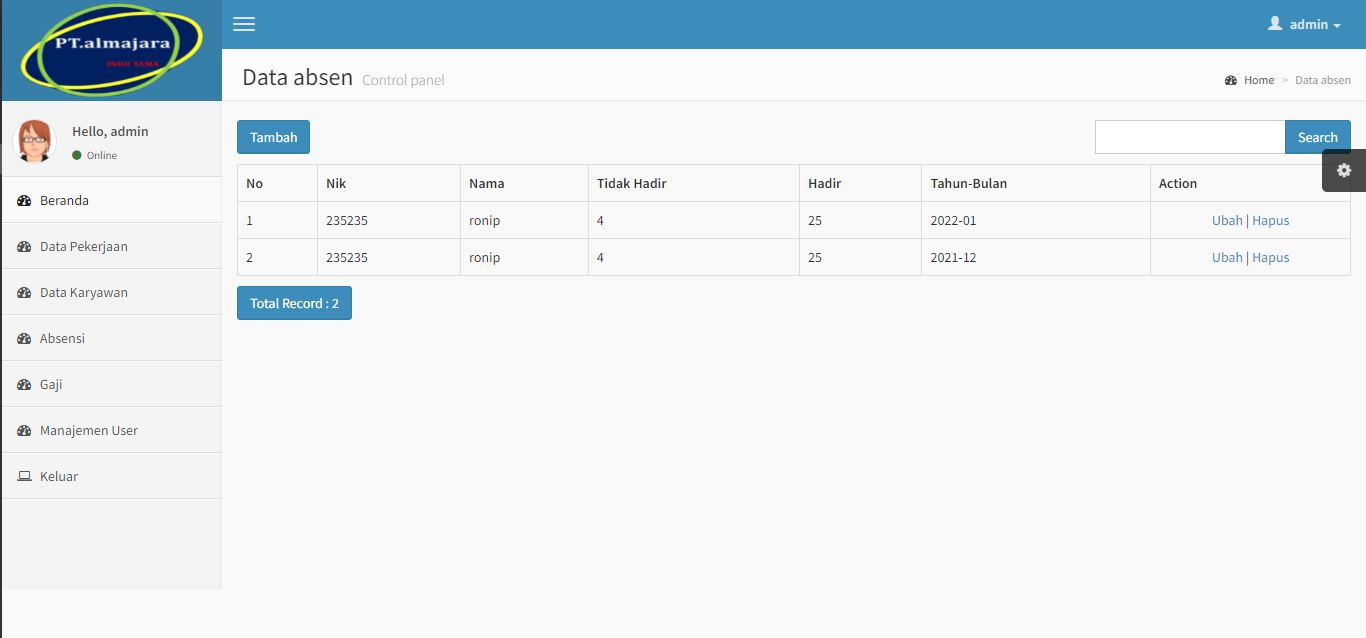 PT.almajara
INDO TAMA
admin
Data absen Control panel
Home > Data absen
Hello, admin
Online
Beranda
Data Pekerjaan
Data Karyawan
Absensi
Gaji
Manajemen User
Keluar
Tambah
Search
No Nik Nama Tidak Hadir Hadir Tahun-Bulan Action
1 235235 ronip 4 25 2022-01 Ubah | Hapus
2 235235 ronip 4 25 2021-12 Ubah | Hapus
Total Record : 2